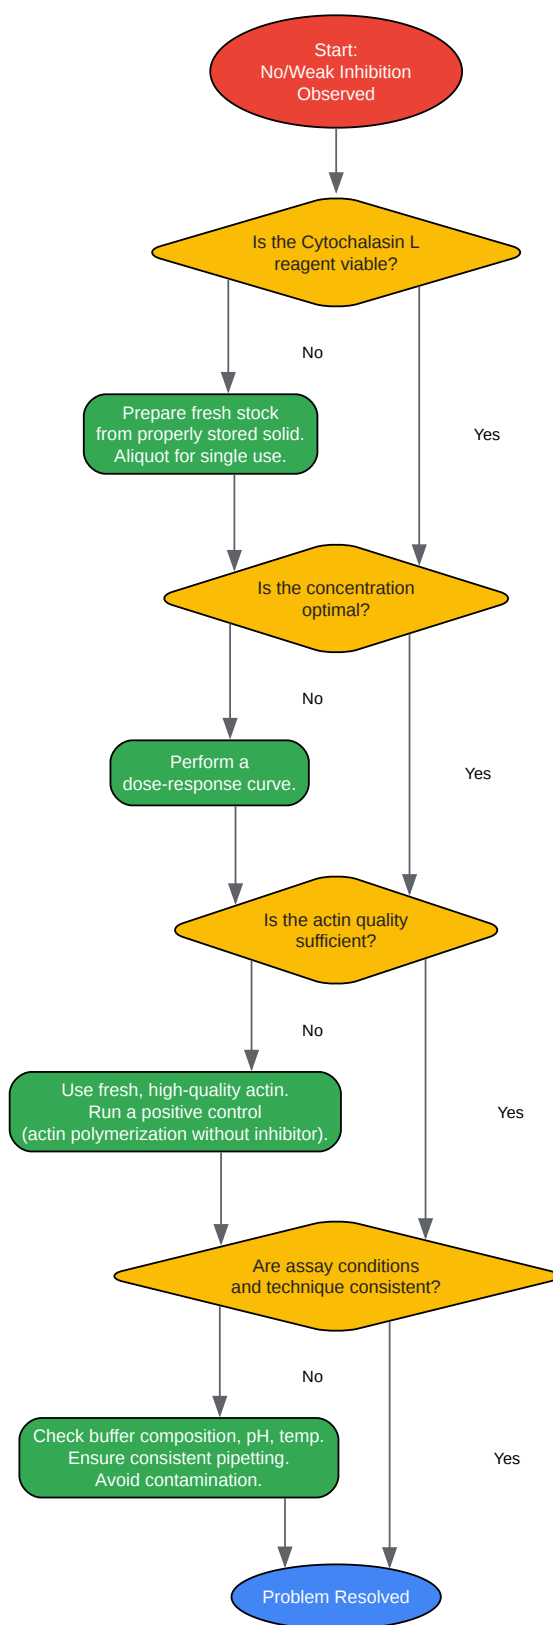 Start:
No/Weak Inhibition
Observed
Is the Cytochalasin L
reagent viable?
No
Prepare fresh stock
from properly stored solid.
Aliquot for single use.
Yes
Is the concentration
optimal?
No
Perform a
dose-response curve.
Yes
Is the actin quality
sufficient?
No
Use fresh, high-quality actin.
Run a positive control
(actin polymerization without inhibitor).
Yes
Are assay conditions
and technique consistent?
No
Check buffer composition, pH, temp.
Ensure consistent pipetting.
Avoid contamination.
Yes
Problem Resolved